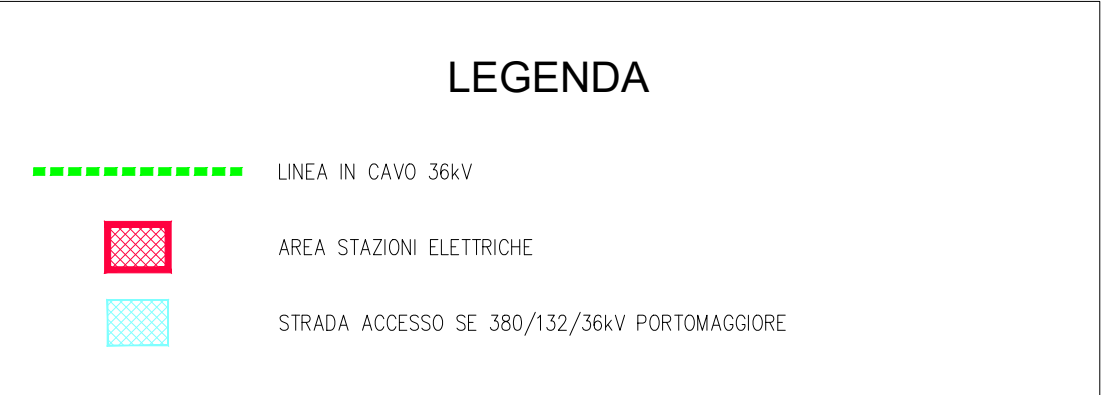 LEGENDA
LINEA IN CAVO 36kV
AREA STAZIONI ELETTRICHE
STRADA ACCESSO SE 380/132/36kV PORTOMAGGIORE